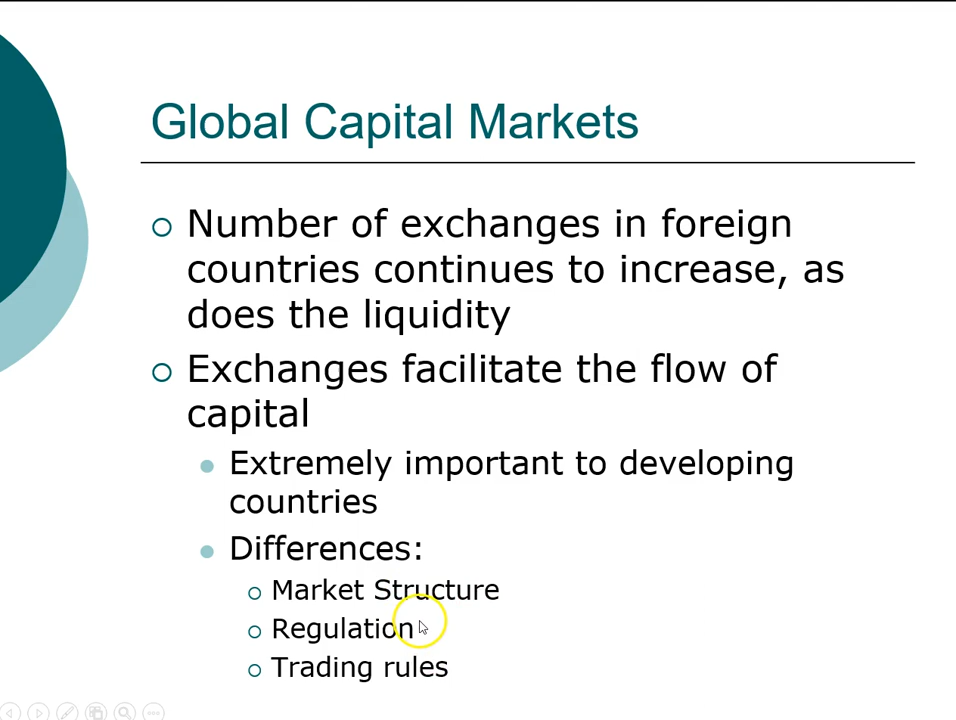 Global Capital Markets
Number of exchanges in foreign
countries continues to increase, as
does the liquidity
Exchanges facilitate the flow of
capital
Extremely important to developing
countries
Differences:
Market Structure
Regulation
Trading rules